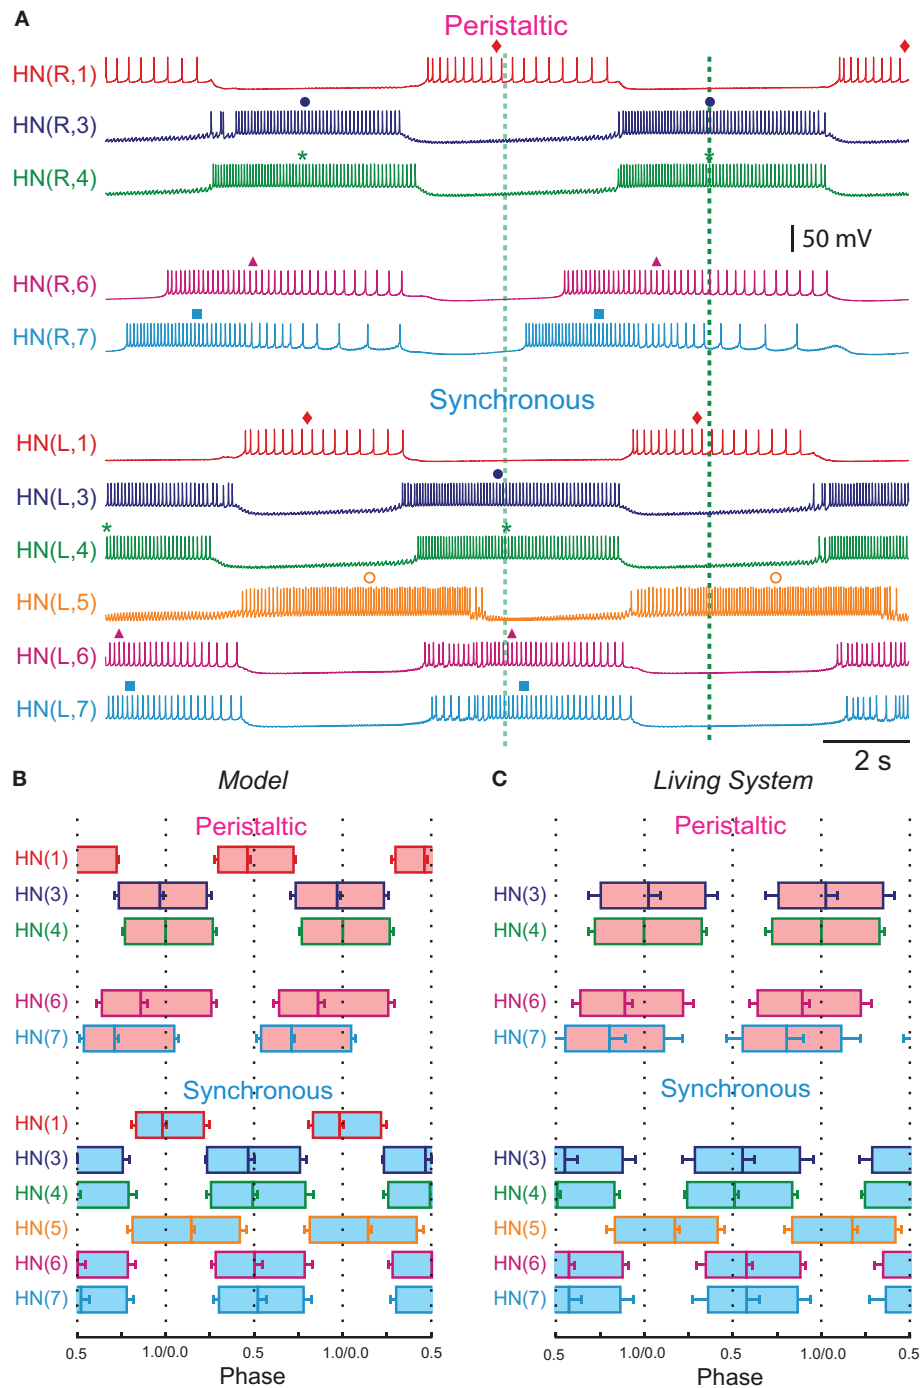 A
Peristaltic
HN(R,1)
HN(R,3)
HN(R,4)
50 mV
HN(R,6)
HN(R,7)
Synchronous
HN(L,1)
HN(L,3)
HN(L,4)
HN(L,5)
HN(L,6)
HN(L,7)
2 s
B Model
Peristaltic
HN(1)
HN(3)
HN(4)
HN(6)
HN(7)
Synchronous
HN(1)
HN(3)
HN(4)
HN(5)
HN(6)
HN(7)
0.5 1.0/0.0 0.5 1.0/0.0 0.5
Phase
C Living System
Peristaltic
HN(3)
HN(4)
HN(6)
HN(7)
Synchronous
HN(3)
HN(4)
HN(5)
HN(6)
HN(7)
0.5 1.0/0.0 0.5 1.0/0.0 0.5
Phase